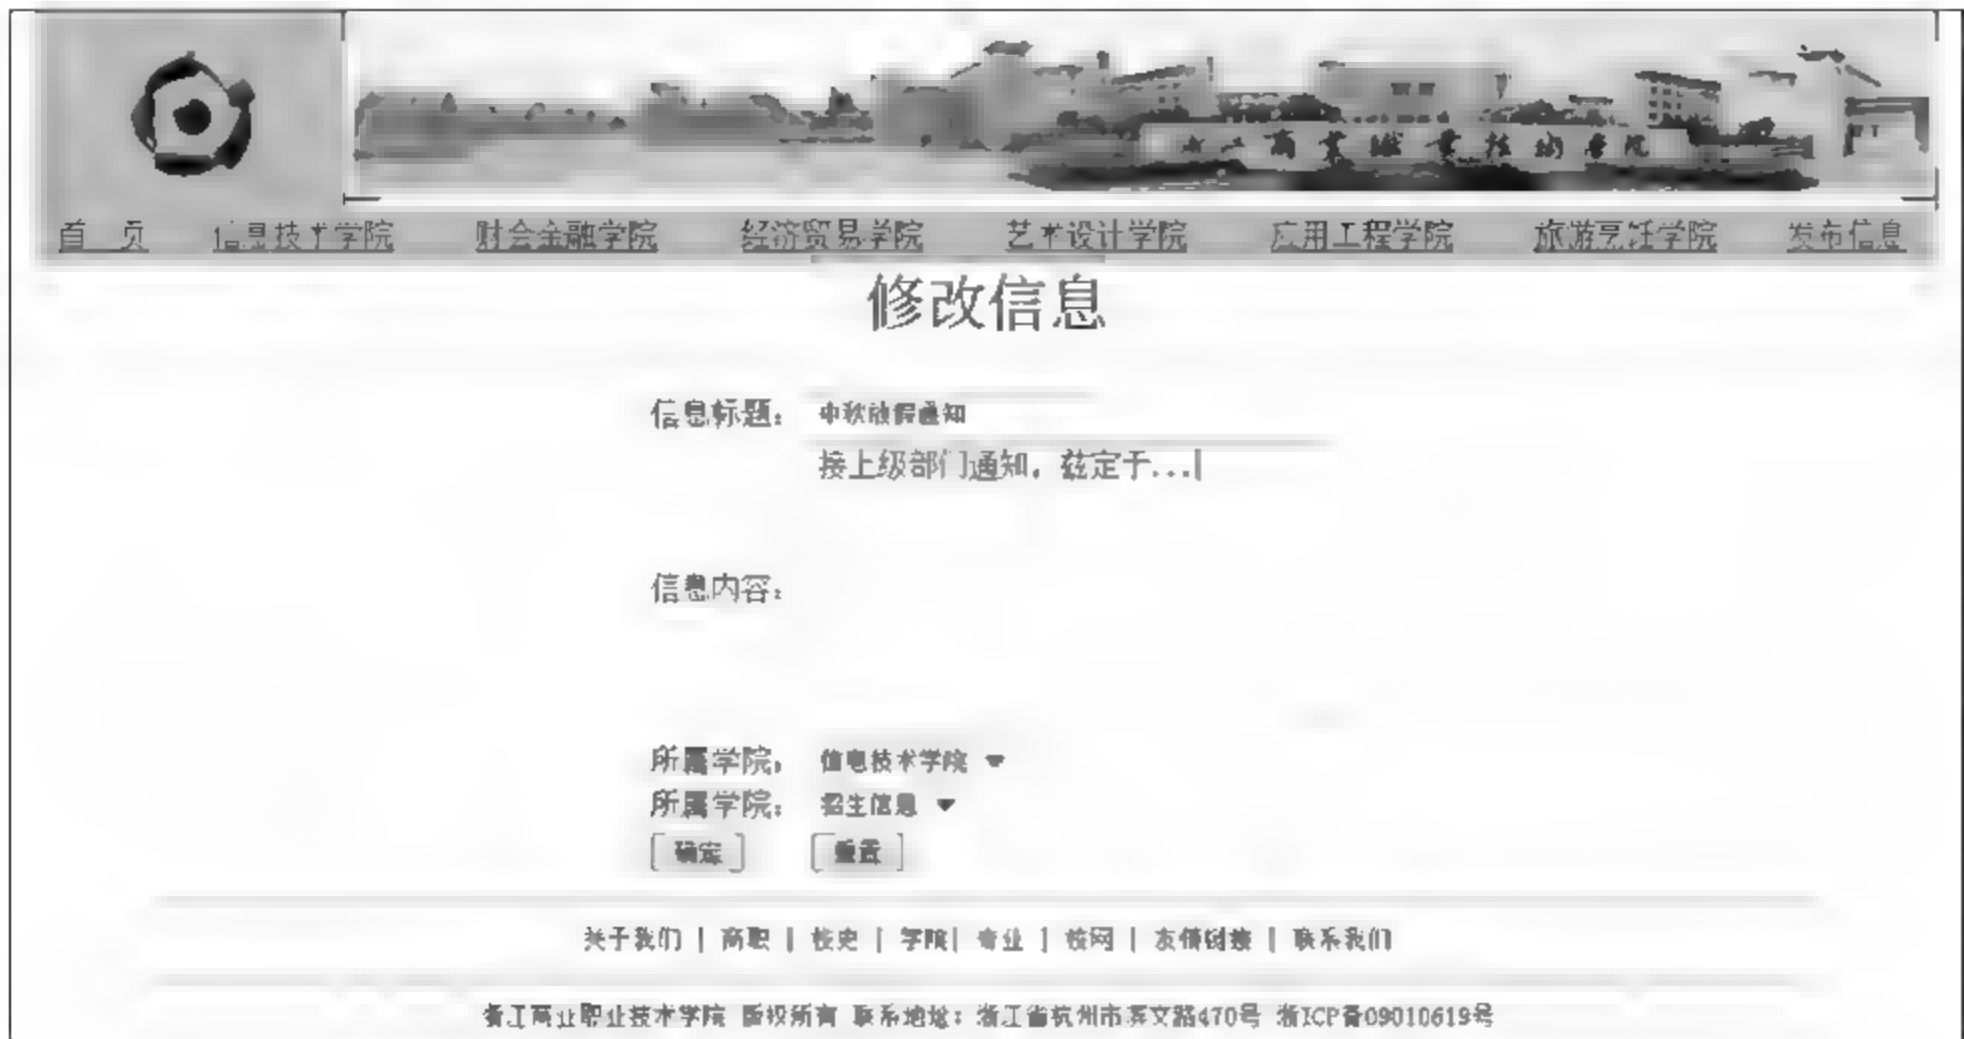 首 页 信息技术学院 财会金融学院 经济贸易学院 艺术设计学院 应用工程学院 旅游烹饪学院 发布信息
修改信息
信息标题： 中秋放假通知
接上级部门通知，兹定于...
信息内容：
所属学院： 信息技术学院
所属学院： 招生信息
确定 重置
关于我们 | 商职 | 校史 | 学院 | 专业 | 校网 | 友情链接 | 联系我们
浙江商业职业技术学院 版权所有 联系地址：浙江省杭州市滨文路470号 浙ICP备09010619号